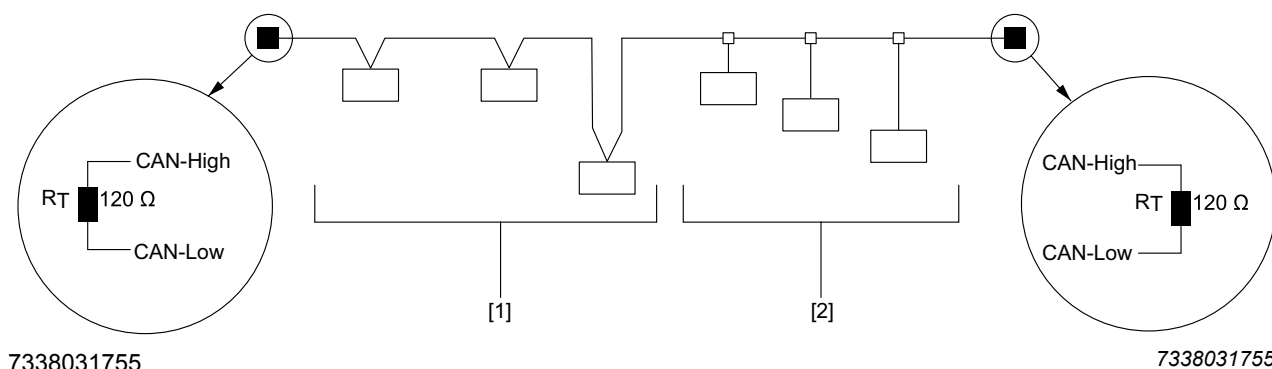 CAN-High
RT 120 Ω
CAN-Low
[1]
[2]
CAN-High
RT 120 Ω
CAN-Low
7338031755
7338031755